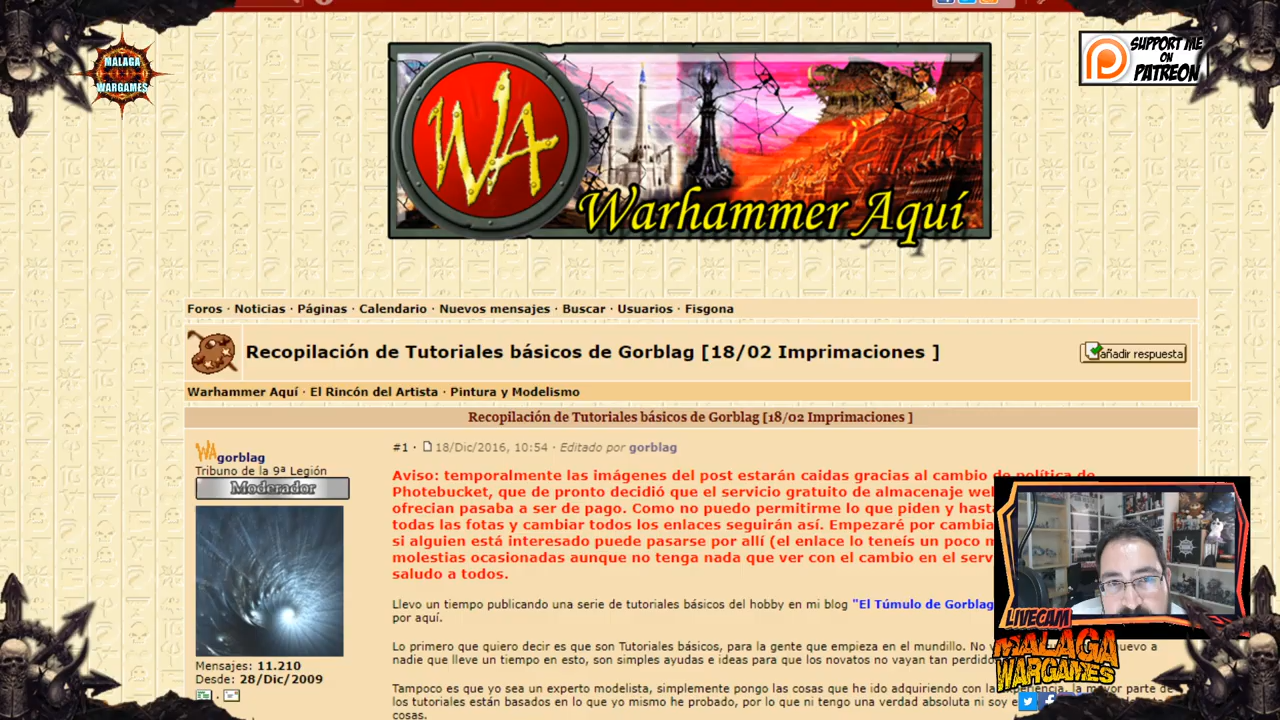 MALAGA
WARGAMES
SUPPORT ME
ON
PATREON
WA
Warhammer Aquí
Foros · Noticias · Páginas · Calendario · Nuevos mensajes · Buscar · Usuarios · Fisgona
Recopilación de Tutoriales básicos de Gorblag [18/02 Imprimaciones ]
añadir respuesta
Warhammer Aquí · El Rincón del Artista · Pintura y Modelismo
Recopilación de Tutoriales básicos de Gorblag [18/02 Imprimaciones ]
WA gorblag
Tribuno de la 9ª Legión
Moderador
Mensajes: 11.210
Desde: 28/Dic/2009
#1 · 18/Dic/2016, 10:54 · Editado por gorblag
Aviso: temporalmente las imágenes del post estarán caidas gracias al cambio de política de
Photebucket, que de pronto decidió que el servicio gratuito de almacenaje
ofrecian pasaba a ser de pago. Como no puedo permitirme lo que piden y
todas las fotas y cambiar todos los enlaces seguirán así. Empezaré por
si alguien está interesado puede pasarse por allí (el enlace lo teneís un poco
molestias ocasionadas aunque no tenga nada que ver con el cambio en el
saludo a todos.
Llevo un tiempo publicando una serie de tutoriales básicos del hobby en mi blog "El Túmulo de Gorblag
por aquí.
Lo primero que quiero decir es que son Tutoriales básicos, para la gente que empieza en el mundillo. No
nadie que lleve un tiempo en esto, son simples ayudas e ideas para que los novatos no vayan tan
Tampoco es que yo sea un experto modelista, simplemente pongo las cosas que he ido adquiriendo con la experiencia, la mayor parte de
los tutoriales están basados en lo que yo mismo he probado, por lo que ni tengo una verdad absoluta ni soy
cosas.
LIVECAM
MALAGA
WARGAMES